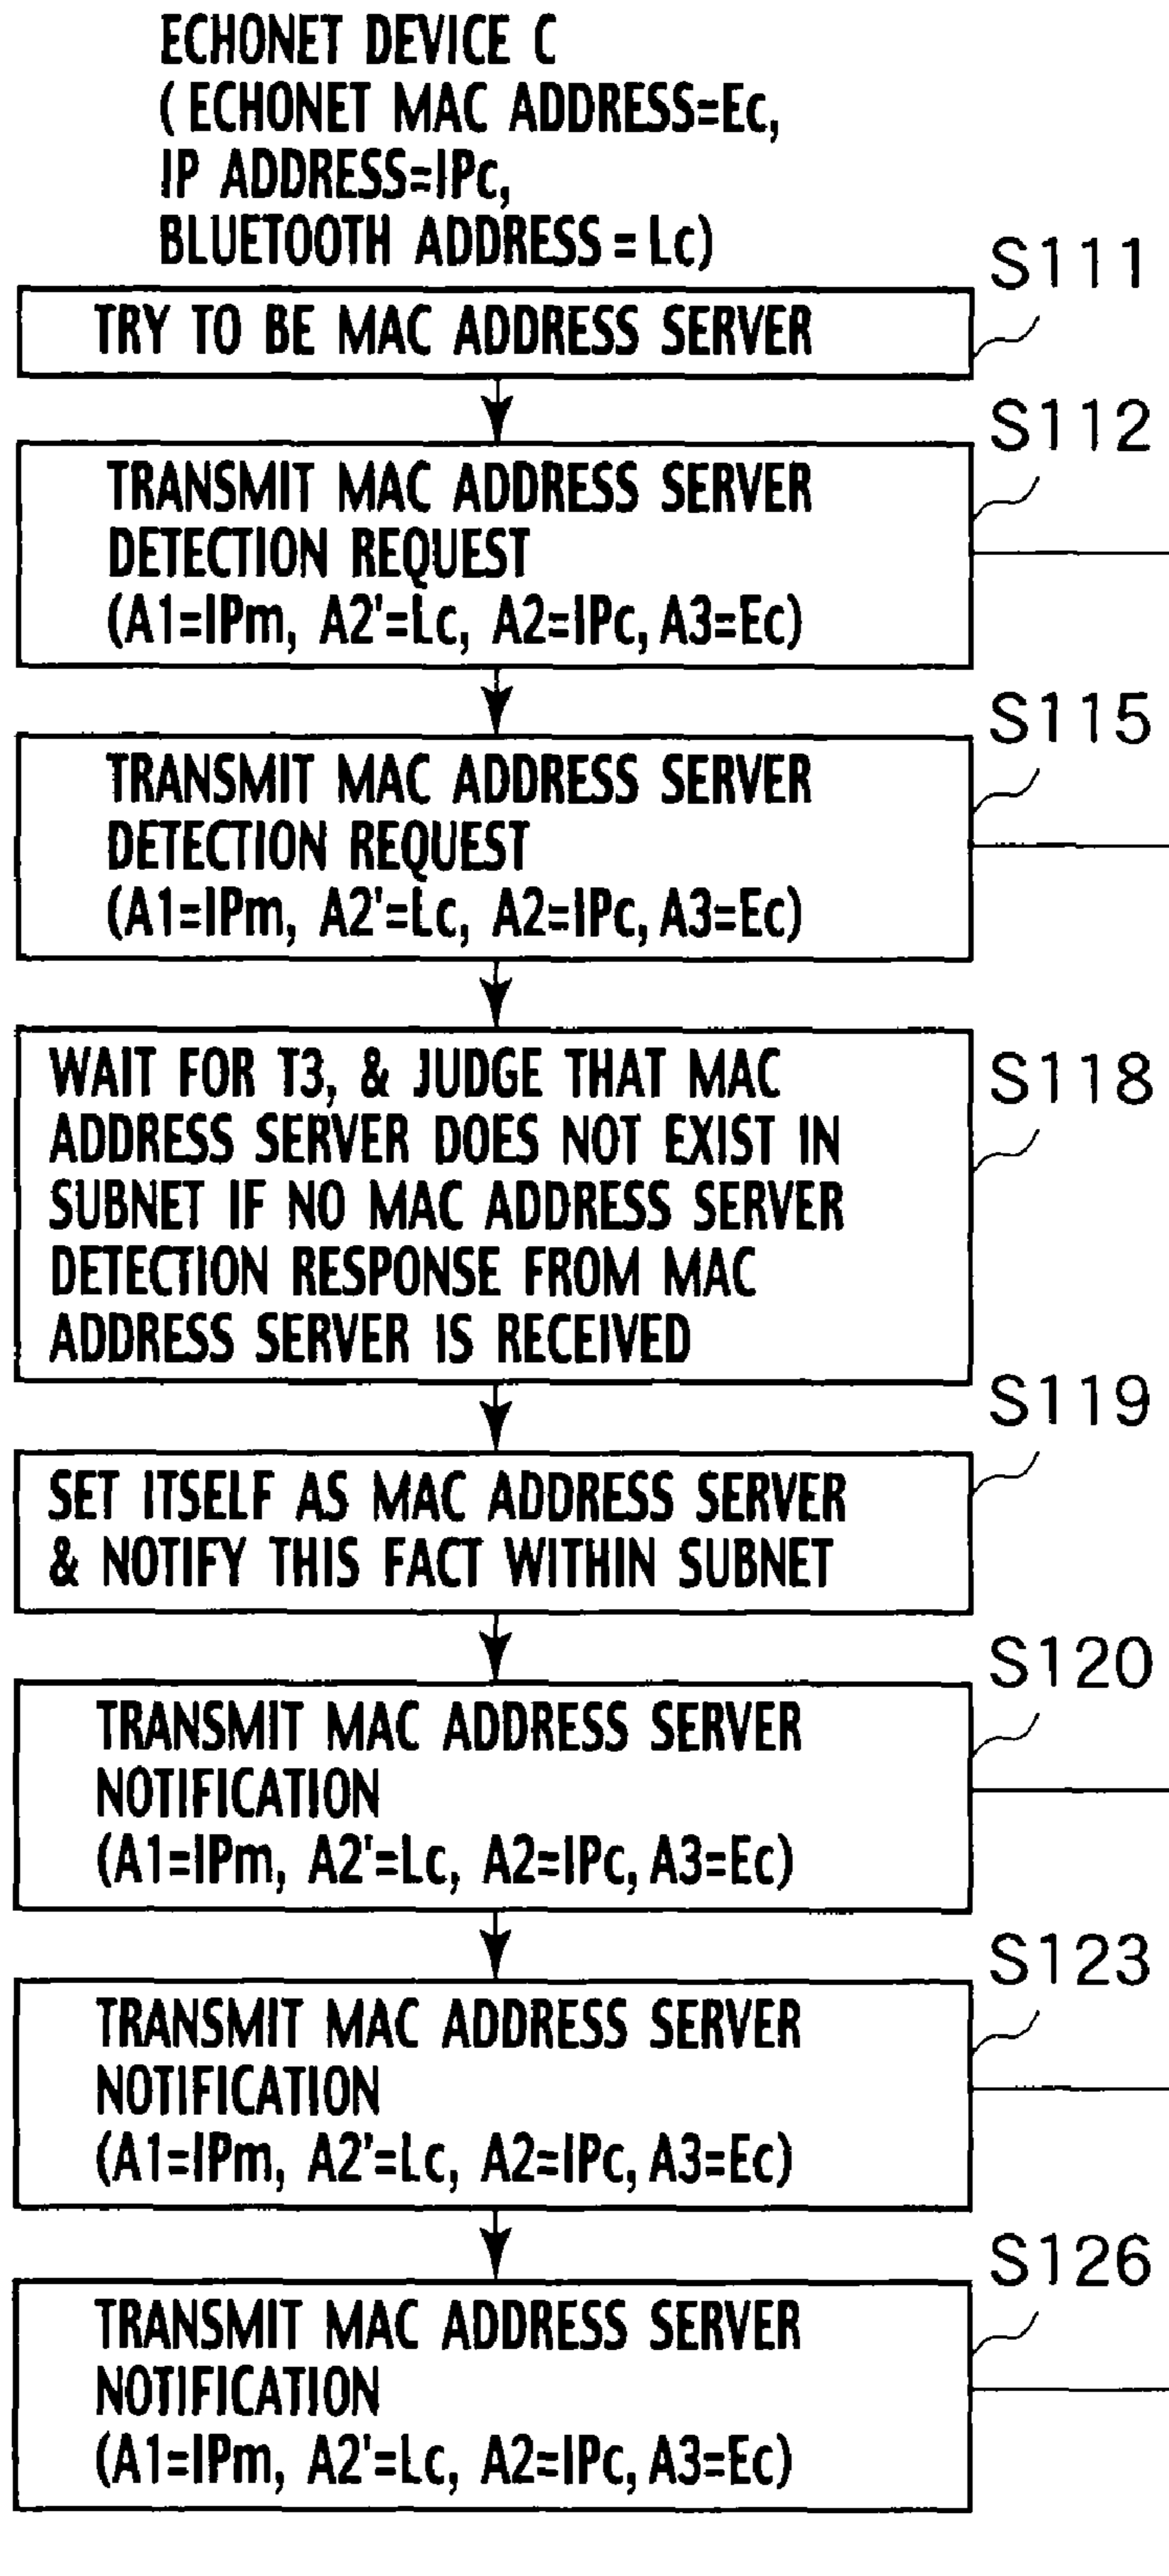 ECHONET DEVICE C
(ECHONET MAC ADDRESS=Ec,
IP ADDRESS=IPc,
BLUETOOTH ADDRESS=Lc)
S111
TRY TO BE MAC ADDRESS SERVER
S112
TRANSMIT MAC ADDRESS SERVER
DETECTION REQUEST
(A1=IPm, A2'=Lc, A2=IPc, A3=Ec)
S115
TRANSMIT MAC ADDRESS SERVER
DETECTION REQUEST
(A1=IPm, A2'=Lc, A2=IPc, A3=Ec)
S118
WAIT FOR T3, & JUDGE THAT MAC
ADDRESS SERVER DOES NOT EXIST IN
SUBNET IF NO MAC ADDRESS SERVER
DETECTION RESPONSE FROM MAC
ADDRESS SERVER IS RECEIVED
S119
SET ITSELF AS MAC ADDRESS SERVER
& NOTIFY THIS FACT WITHIN SUBNET
S120
TRANSMIT MAC ADDRESS SERVER
NOTIFICATION
(A1=IPm, A2'=Lc, A2=IPc, A3=Ec)
S123
TRANSMIT MAC ADDRESS SERVER
NOTIFICATION
(A1=IPm, A2'=Lc, A2=IPc, A3=Ec)
S126
TRANSMIT MAC ADDRESS SERVER
NOTIFICATION
(A1=IPm, A2'=Lc, A2=IPc, A3=Ec)